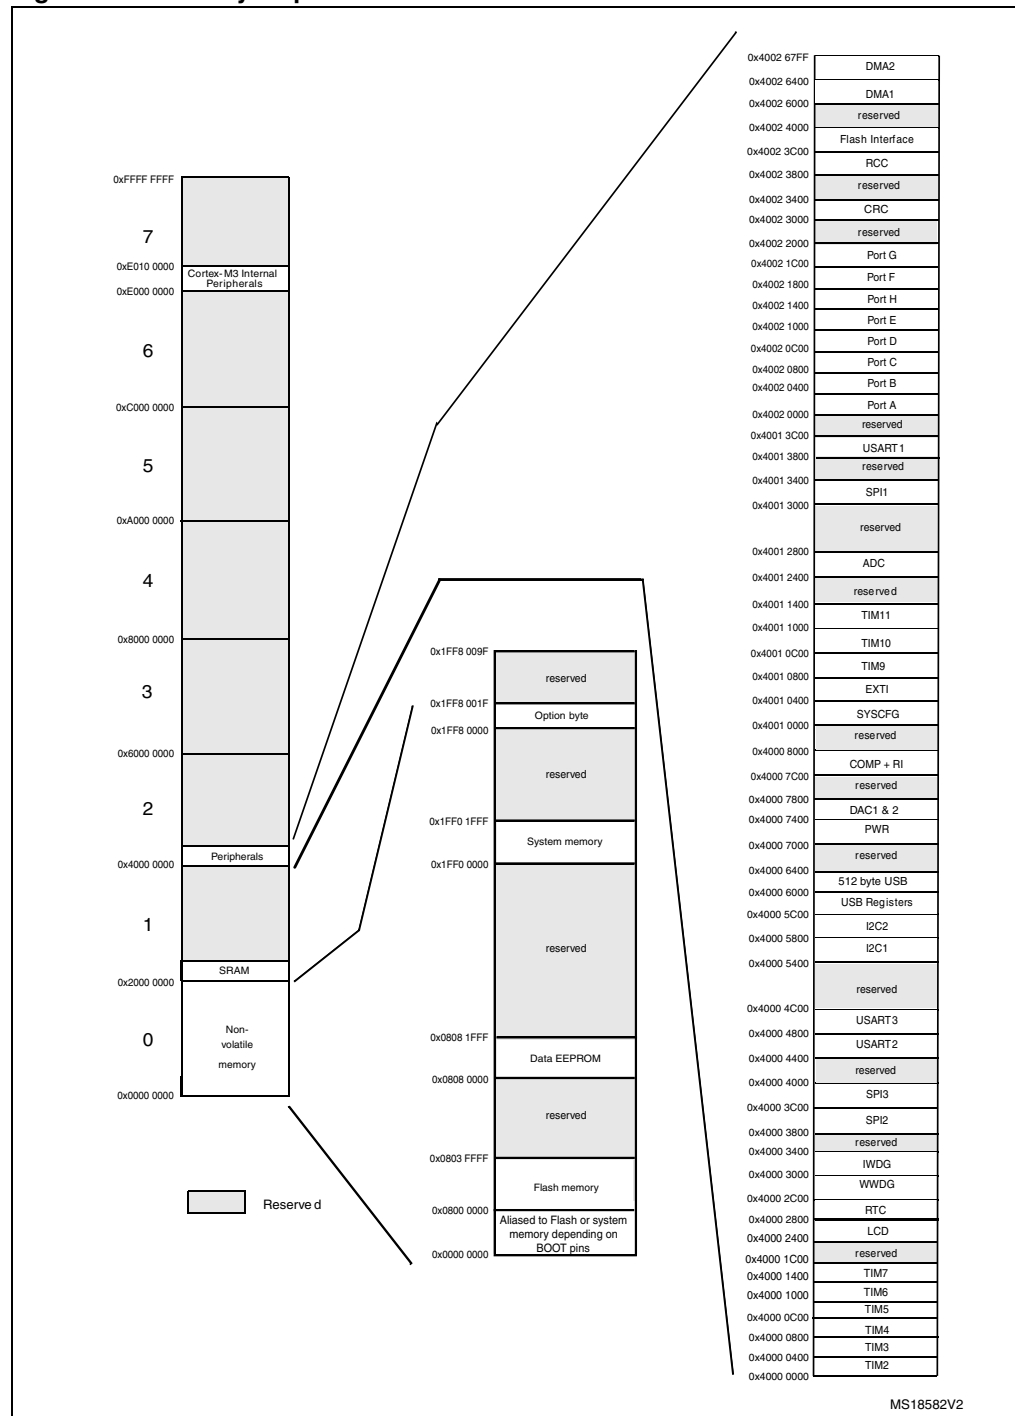 0xFFFF FFFF
7
0xE010 0000
Cortex-M3 Internal
Peripherals
0xE000 0000
6
0xC000 0000
5
0xA000 0000
4
0x8000 0000
3
0x6000 0000
2
Peripherals
0x4000 0000
1
SRAM
0x2000 0000
0
Non-
volatile
memory
0x0000 0000
Reserved
0x1FF8 009F
reserved
0x1FF8 001F
Option byte
0x1FF8 0000
reserved
0x1FF0 1FFF
System memory
0x1FF0 0000
reserved
0x0808 1FFF
Data EEPROM
0x0808 0000
reserved
0x0803 FFFF
Flash memory
0x0800 0000
Aliased to Flash or system
memory depending on
BOOT pins
0x0000 0000
0x4002 67FF
DMA2
0x4002 6400
DMA1
0x4002 6000
reserved
0x4002 4000
Flash Interface
0x4002 3C00
RCC
0x4002 3800
reserved
0x4002 3400
CRC
0x4002 3000
reserved
0x4002 2000
Port G
0x4002 1C00
Port F
0x4002 1800
Port H
0x4002 1400
Port E
0x4002 1000
Port D
0x4002 0C00
Port C
0x4002 0800
Port B
0x4002 0400
Port A
0x4002 0000
reserved
0x4001 3C00
USART1
0x4001 3800
reserved
0x4001 3400
SPI1
0x4001 3000
reserved
0x4001 2800
ADC
0x4001 2400
reserved
0x4001 1400
TIM11
0x4001 1000
TIM10
0x4001 0C00
TIM9
0x4001 0800
EXTI
0x4001 0400
SYSCFG
0x4001 0000
reserved
0x4000 8000
COMP + RI
0x4000 7C00
reserved
0x4000 7800
DAC1 & 2
0x4000 7400
PWR
0x4000 7000
reserved
0x4000 6400
512 byte USB
0x4000 6000
USB Registers
0x4000 5C00
I2C2
0x4000 5800
I2C1
0x4000 5400
reserved
0x4000 4C00
USART3
0x4000 4800
USART2
0x4000 4400
reserved
0x4000 4000
SPI3
0x4000 3C00
SPI2
0x4000 3800
reserved
0x4000 3400
IWDG
0x4000 3000
WWDG
0x4000 2C00
RTC
0x4000 2800
LCD
0x4000 2400
reserved
0x4000 1C00
TIM7
0x4000 1400
TIM6
0x4000 1000
TIM5
0x4000 0C00
TIM4
0x4000 0800
TIM3
0x4000 0400
TIM2
0x4000 0000
MS18582V2